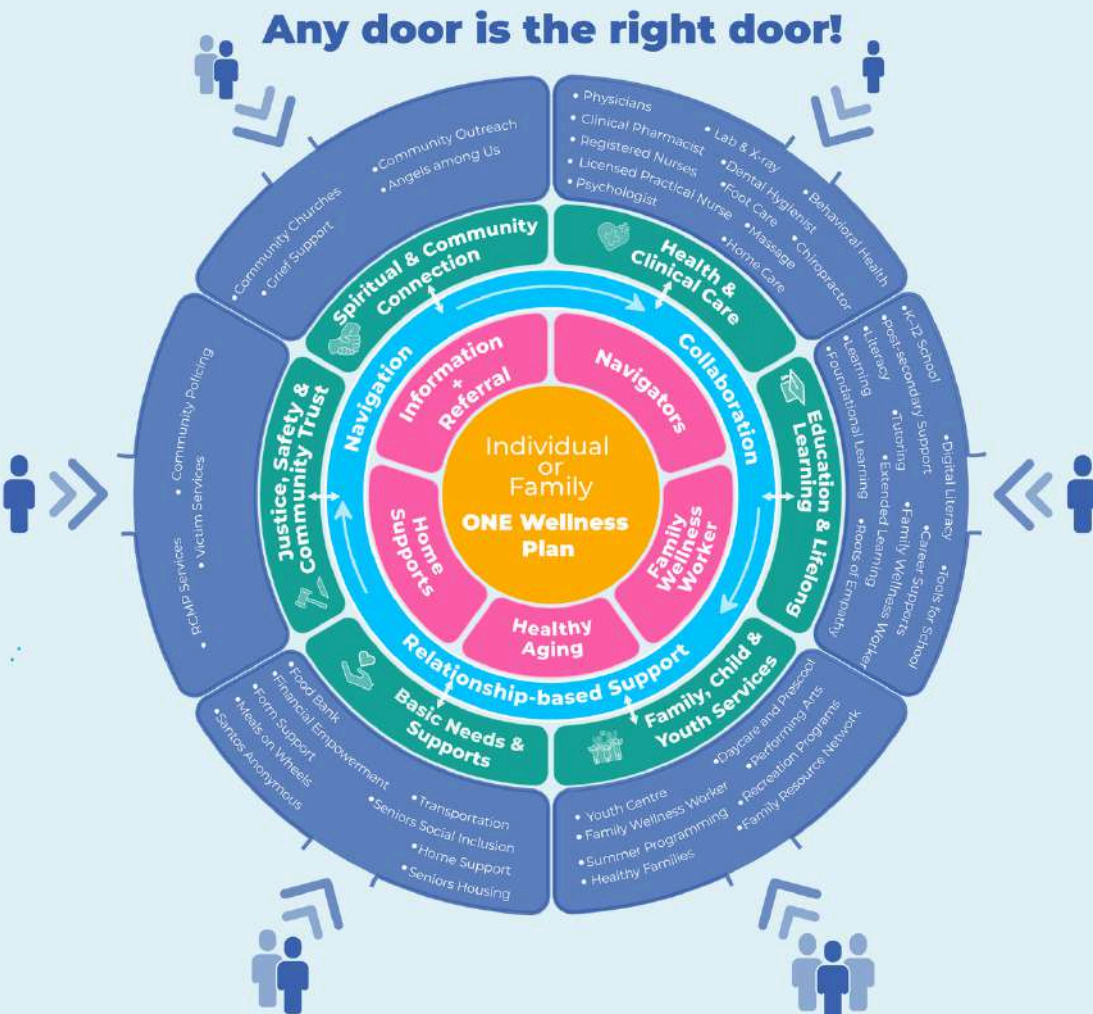 Any door is the right door!
• Community Churches
• Grief Support
• Community Outreach
• Angels among Us
• Physicians
• Clinical Pharmacist
• Registered Nurses
• Licensed Practical Nurse
• Psychologist
• Lab & X-ray
• Dental Hygienist
• Foot Care
• Massage
• Home Care
• Behavioral Health
• Chiropractor
• K-12 School
• Post-secondary Support
• Literacy
• Learning
• Foundational Learning
• Tutoring
• Extended Learning
• Roots of Empathy
• Digital Literacy
• Career Supports
• Family Wellness Worker
• Tools for School
• Daycare and Prescool
• Performing Arts
• Recreation Programs
• Family Resource Network
• Youth Centre
• Family Wellness Worker
• Summer Programming
• Healthy Families
• Food Bank
• Financial Empowerment
• Form Support
• Meals on Wheels
• Santos Anonymous
• Transportation
• Seniors Social Inclusion
• Home Support
• Seniors Housing
• RCMP Services
• Victim Services
• Community Policing
Spiritual & Community
Connection
Health &
Clinical Care
Education & Lifelong
Learning
Family, Child &
Youth Services
Basic Needs &
Supports
Justice, Safety &
Community Trust
Navigation
Collaboration
Relationship-based Support
Information
+
Referral
Navigators
Family
Wellness
Worker
Healthy
Aging
Home
Supports
Individual
or
Family
ONE Wellness
Plan